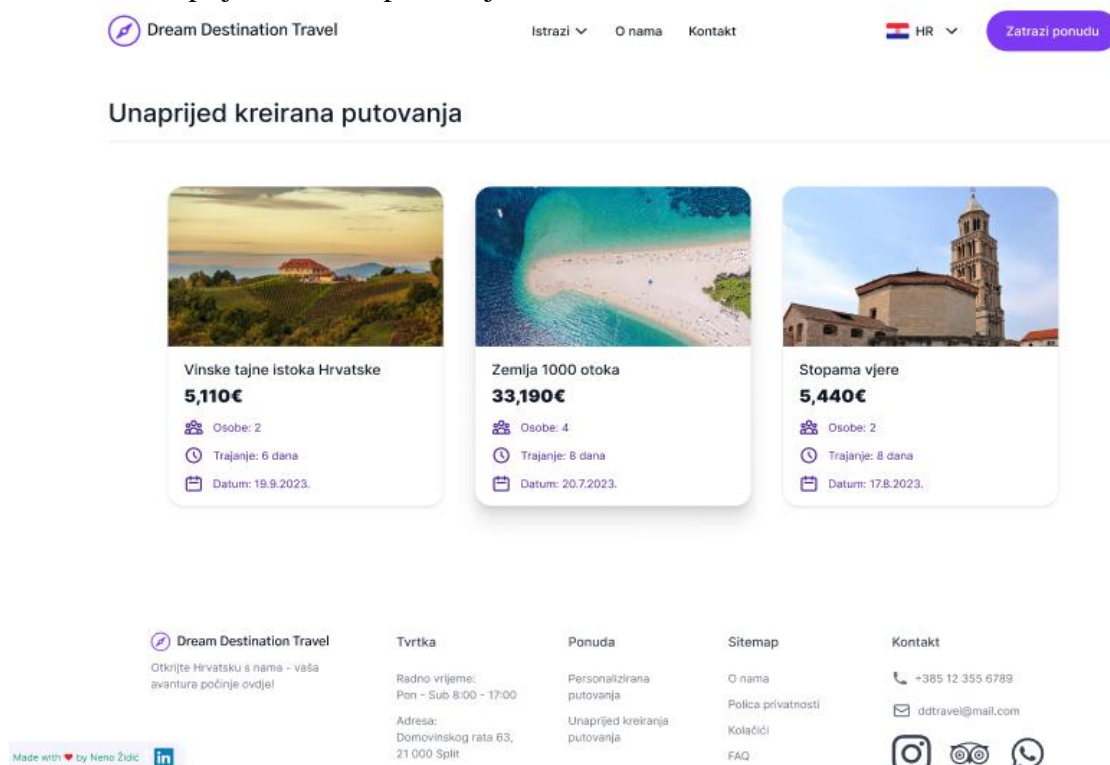 Dream Destination Travel
Istrazi
O nama
Kontakt
HR
Zatrazi ponudu
Unaprijed kreirana putovanja
Vinske tajne istoka Hrvatske
5,110€
Osobe: 2
Trajanje: 6 dana
Datum: 19.9.2023.
Zemlja 1000 otoka
33,190€
Osobe: 4
Trajanje: 8 dana
Datum: 20.7.2023.
Stopama vjere
5,440€
Osobe: 2
Trajanje: 8 dana
Datum: 17.8.2023.
Dream Destination Travel
Otkrijte Hrvatsku s nama - vaša
avantura počinje ovdje!
Tvrtka
Radno vrijeme:
Pon - Sub 8:00 - 17:00
Adresa:
Domovinskog rata 63,
21 000 Split
Ponuda
Personalizirana
putovanja
Unaprijed kreiranja
putovanja
Sitemap
O nama
Polica privatnosti
Kolačići
FAQ
Kontakt
+385 12 355 6789
ddtravel@mail.com
Made with ❤ by Neno Židić
in